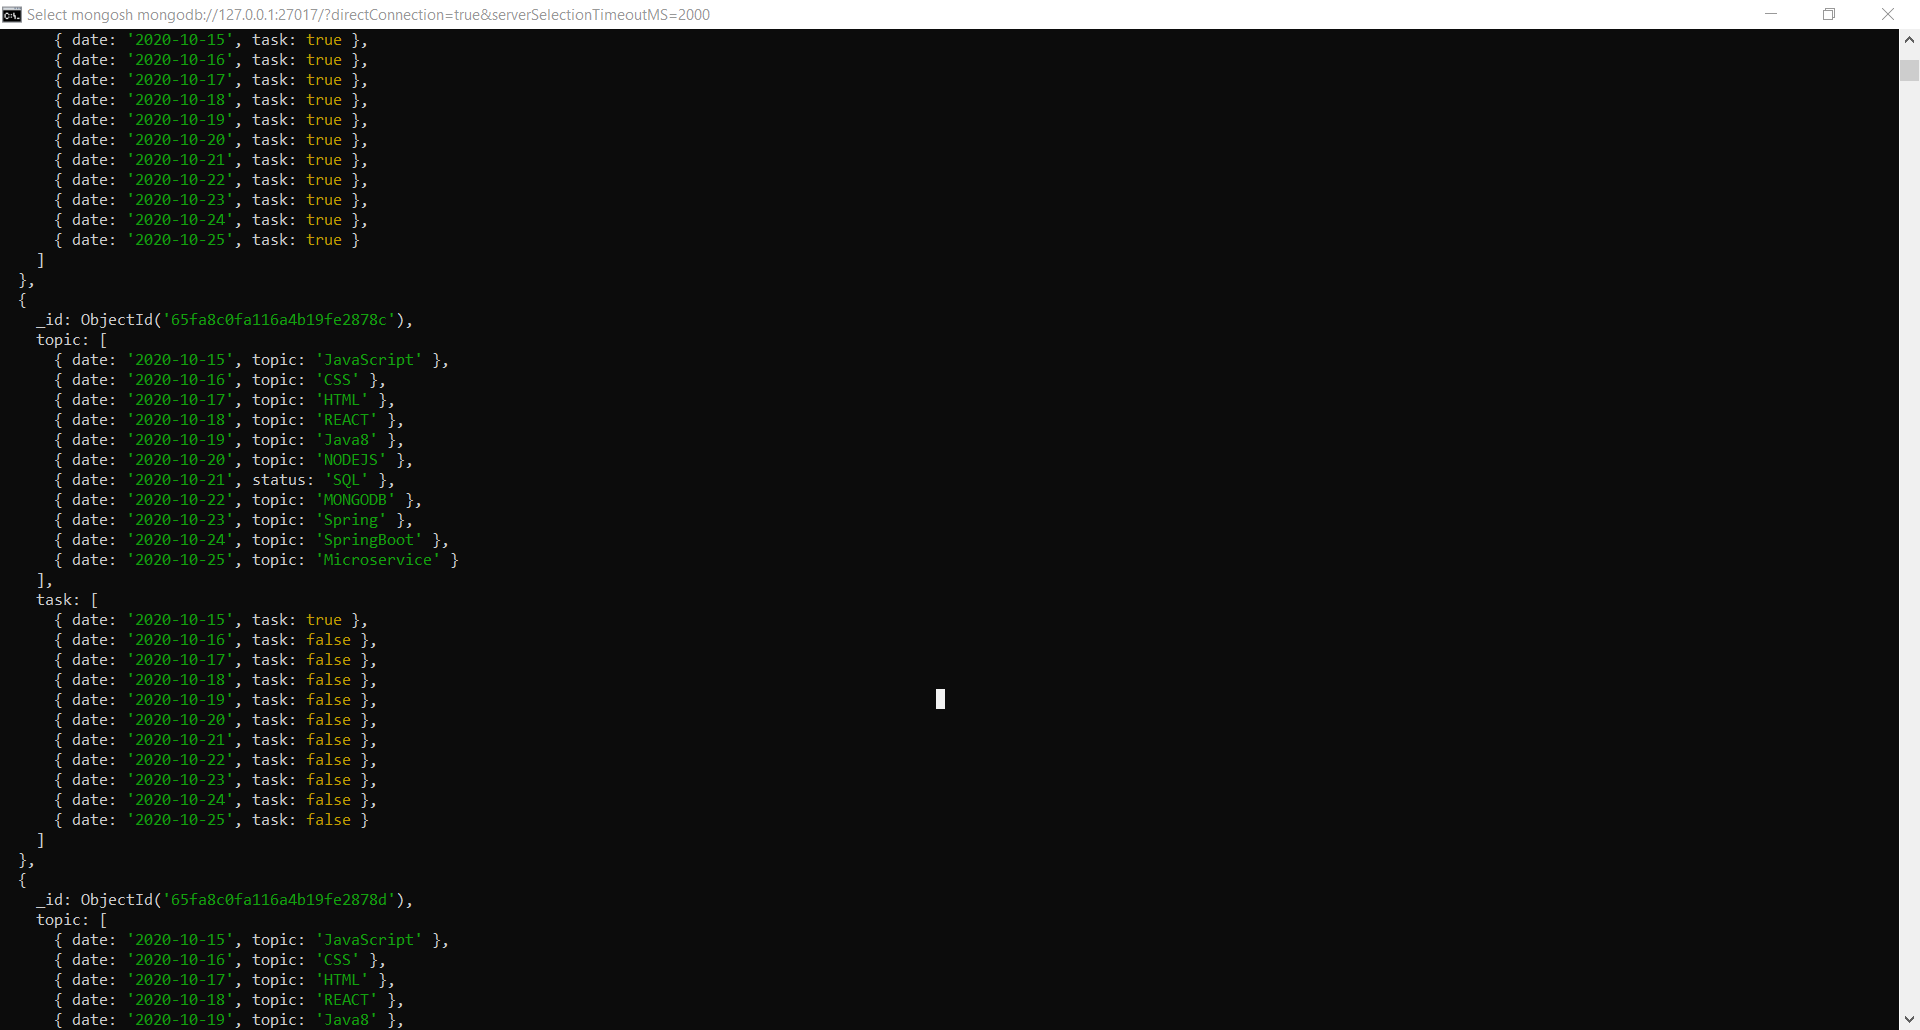 Select mongosh mongodb://127.0.0.1:27017/?directConnection=true&serverSelectionTimeoutMS=2000
{ date: '2020-10-15', task: true },
{ date: '2020-10-16', task: true },
{ date: '2020-10-17', task: true },
{ date: '2020-10-18', task: true },
{ date: '2020-10-19', task: true },
{ date: '2020-10-20', task: true },
{ date: '2020-10-21', task: true },
{ date: '2020-10-22', task: true },
{ date: '2020-10-23', task: true },
{ date: '2020-10-24', task: true },
{ date: '2020-10-25', task: true }
]
},
{
_id: ObjectId('65fa8c0fa116a4b19fe2878c'),
topic: [
{ date: '2020-10-15', topic: 'JavaScript' },
{ date: '2020-10-16', topic: 'CSS' },
{ date: '2020-10-17', topic: 'HTML' },
{ date: '2020-10-18', topic: 'REACT' },
{ date: '2020-10-19', topic: 'Java8' },
{ date: '2020-10-20', topic: 'NODEJS' },
{ date: '2020-10-21', status: 'SQL' },
{ date: '2020-10-22', topic: 'MONGODB' },
{ date: '2020-10-23', topic: 'Spring' },
{ date: '2020-10-24', topic: 'SpringBoot' },
{ date: '2020-10-25', topic: 'Microservice' }
],
task: [
{ date: '2020-10-15', task: true },
{ date: '2020-10-16', task: false },
{ date: '2020-10-17', task: false },
{ date: '2020-10-18', task: false },
{ date: '2020-10-19', task: false },
{ date: '2020-10-20', task: false },
{ date: '2020-10-21', task: false },
{ date: '2020-10-22', task: false },
{ date: '2020-10-23', task: false },
{ date: '2020-10-24', task: false },
{ date: '2020-10-25', task: false }
]
},
{
_id: ObjectId('65fa8c0fa116a4b19fe2878d'),
topic: [
{ date: '2020-10-15', topic: 'JavaScript' },
{ date: '2020-10-16', topic: 'CSS' },
{ date: '2020-10-17', topic: 'HTML' },
{ date: '2020-10-18', topic: 'REACT' },
{ date: '2020-10-19', topic: 'Java8' },